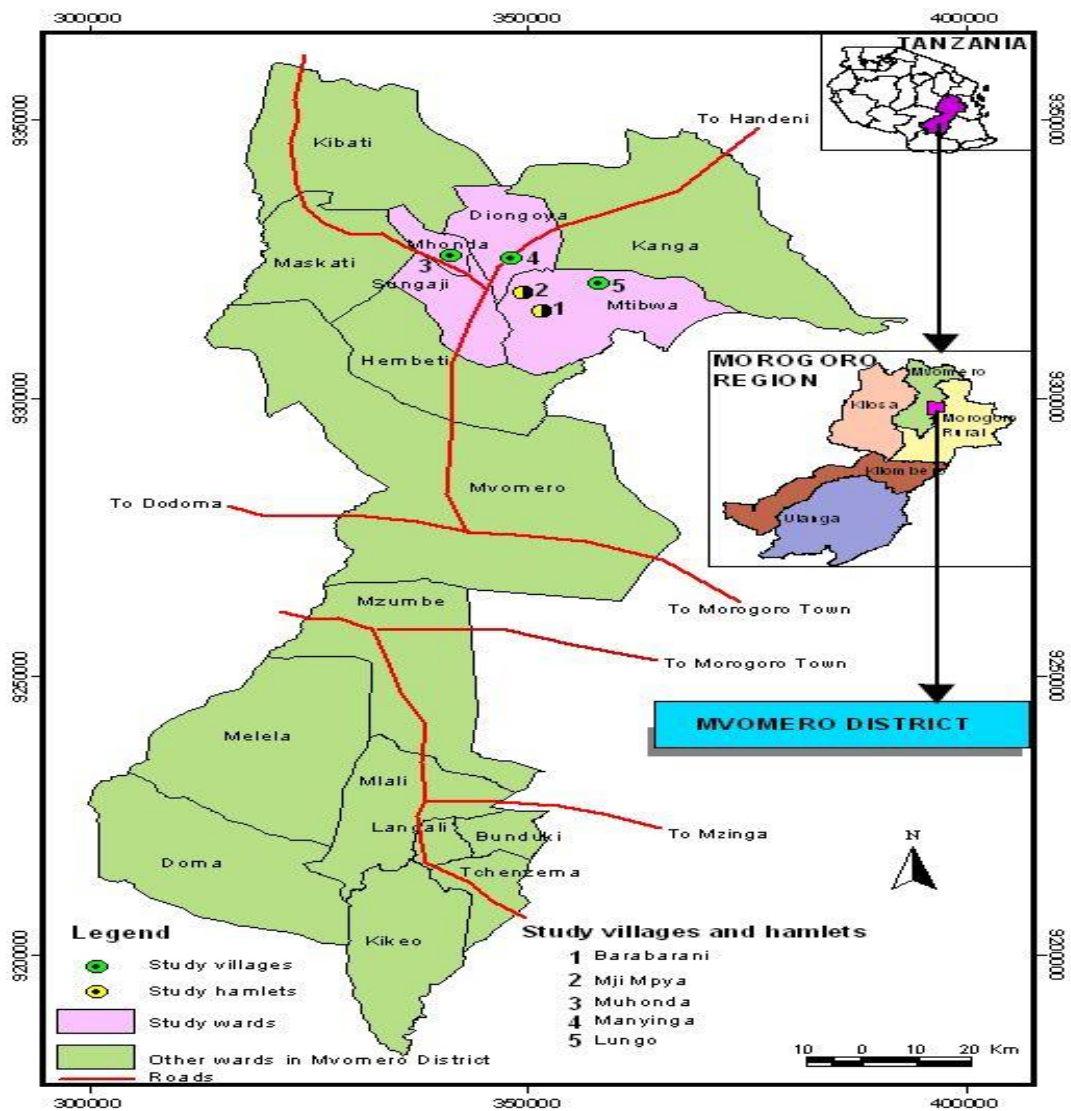 300000
350000
400000
TANZANIA
9350000
9350000
To Handeni
Kibati
Diongoya
Mhonda
Kanga
Maskati
3
4
Sungaji
2
5
Mtibwa
1
Hembeti
MOROGORO
REGION
Mvomero
Kilosa
Morogoro
Rural
Kilombero
Ulanga
9300000
9300000
Mvomero
To Dodoma
Mzumbe
To Morogoro Town
To Morogoro Town
9250000
9250000
MVOMERO DISTRICT
Melela
Mlali
Langali
Bunduki
To Mzinga
Doma
Tchenzema
N
Kikeo
Legend
Study villages
Study hamlets
Study wards
Other wards in Mvomero District
Roads
Study villages and hamlets
1 Barabarani
2 Mji Mpya
3 Muhonda
4 Manyinga
5 Lungo
9200000
9200000
10 0 10 20 Km
300000
350000
400000